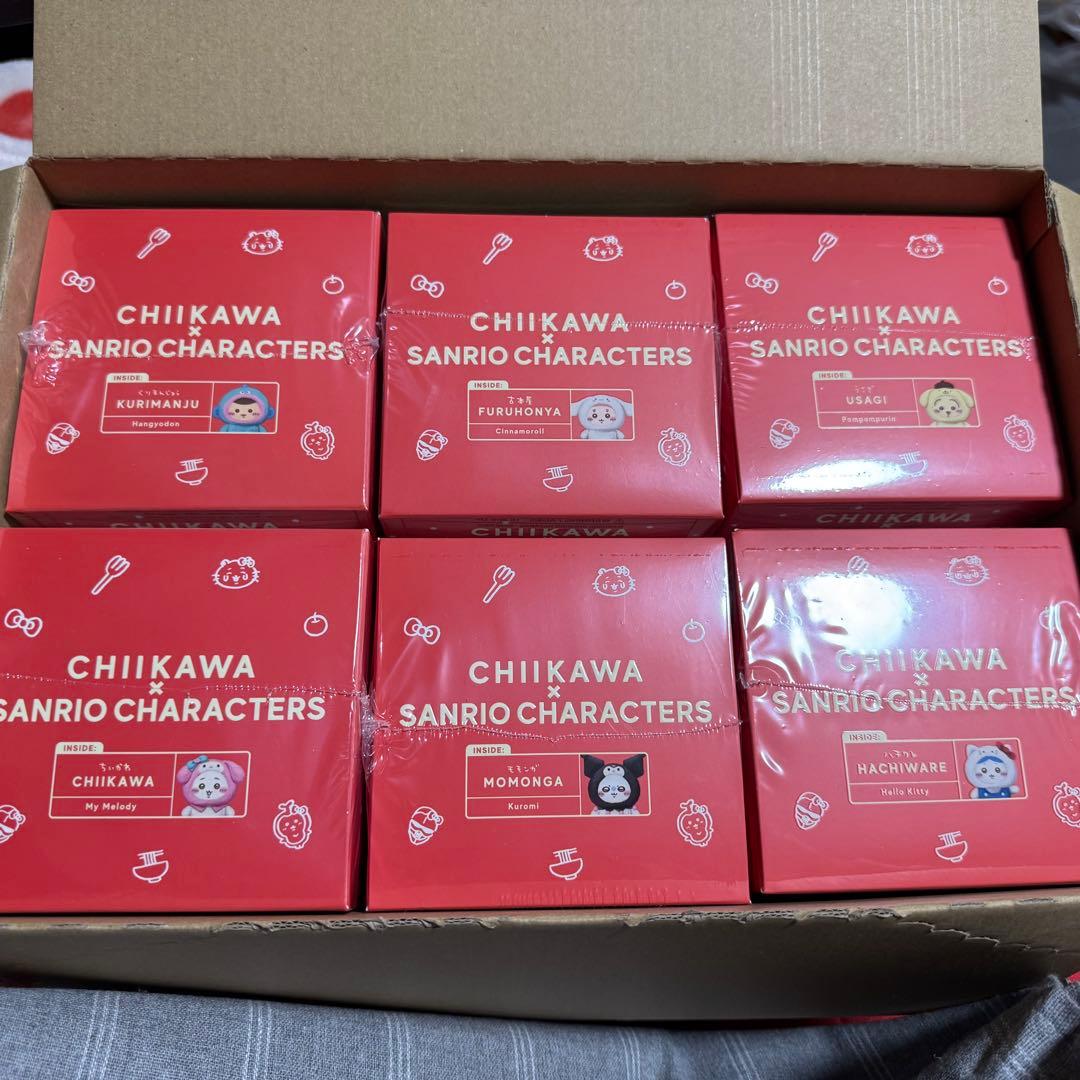 CHIIKAWA
×
SANRIO CHARACTERS
INSIDE:
くりまんじゅう
KURIMANJU
Hangyodon
CHIIKAWA
×
SANRIO CHARACTERS
INSIDE:
古本屋
FURUHONYA
Cinnamoroll
CHIIKAWA
×
SANRIO CHARACTERS
INSIDE:
うさぎ
USAGI
Pompompurin
CHIIKAWA
CHIIKAWA
CHIIKAWA
CHIIKAWA
×
SANRIO CHARACTERS
INSIDE:
ちいかわ
CHIIKAWA
My Melody
CHIIKAWA
×
SANRIO CHARACTERS
INSIDE:
モモンガ
MOMONGA
Kuromi
CHIIKAWA
×
SANRIO CHARACTERS
INSIDE:
ハチワレ
HACHIWARE
Hello Kitty